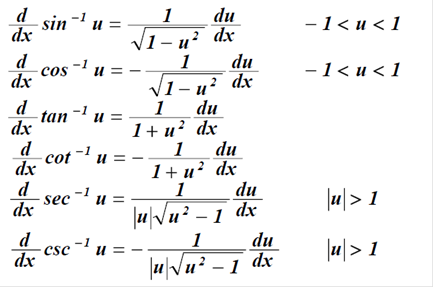 d/dx sin⁻¹ u = 1/√(1 − u²) du/dx −1 < u < 1
d/dx cos⁻¹ u = − 1/√(1 − u²) du/dx −1 < u < 1
d/dx tan⁻¹ u = 1/(1 + u²) du/dx
d/dx cot⁻¹ u = − 1/(1 + u²) du/dx
d/dx sec⁻¹ u = 1/(|u|√(u² − 1)) du/dx |u| > 1
d/dx csc⁻¹ u = − 1/(|u|√(u² − 1)) du/dx |u| > 1